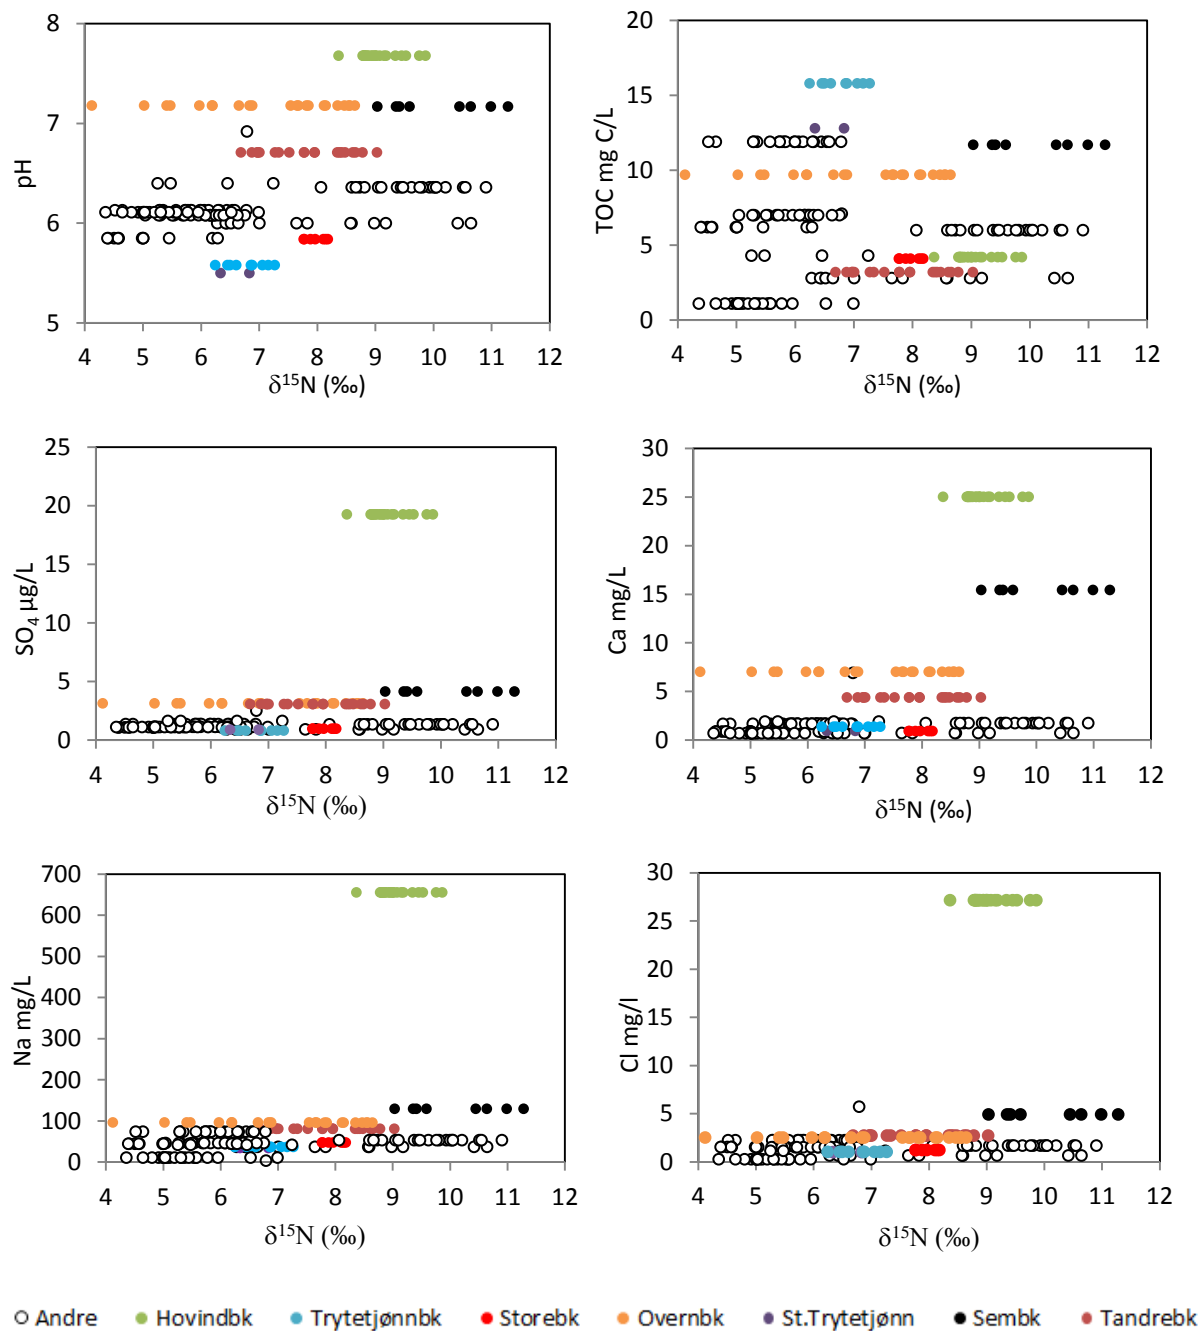 8
7
6
5
pH
4 5 6 7 8 9 10 11 12
δ¹⁵N (‰)
20
15
10
5
0
TOC mg C/L
4 5 6 7 8 9 10 11 12
δ¹⁵N (‰)
25
20
15
10
5
0
SO₄ µg/L
4 5 6 7 8 9 10 11 12
δ¹⁵N (‰)
30
25
20
15
10
5
0
Ca mg/L
4 5 6 7 8 9 10 11 12
δ¹⁵N (‰)
700
600
500
400
300
200
100
0
Na mg/L
4 5 6 7 8 9 10 11 12
δ¹⁵N (‰)
30
25
20
15
10
5
0
Cl mg/l
4 5 6 7 8 9 10 11 12
δ¹⁵N (‰)
Andre Hovindbk Trytetjønnbk Storebk Overnbk St.Trytetjønn Sembk Tandrebk